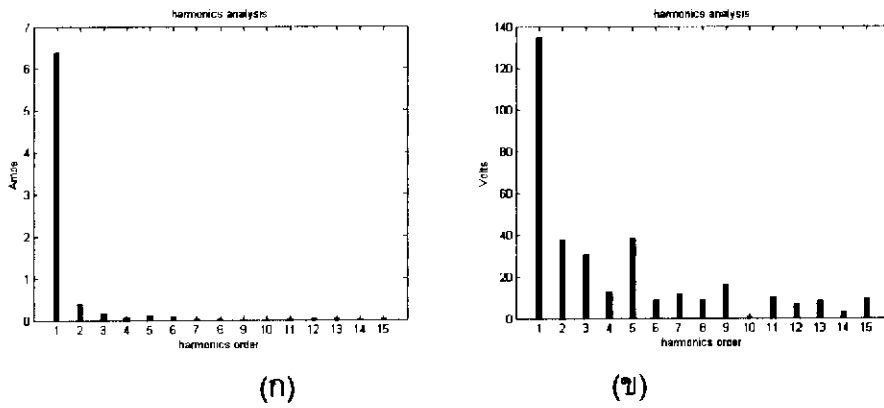 harmonics analysis
7
6
5
4
3
2
1
0
Amps
1 2 3 4 5 6 7 8 9 10 11 12 13 14 15
harmonics order
(ก)
harmonics analysis
140
120
100
80
60
40
20
0
Volts
1 2 3 4 5 6 7 8 9 10 11 12 13 14 15
harmonics order
(ข)